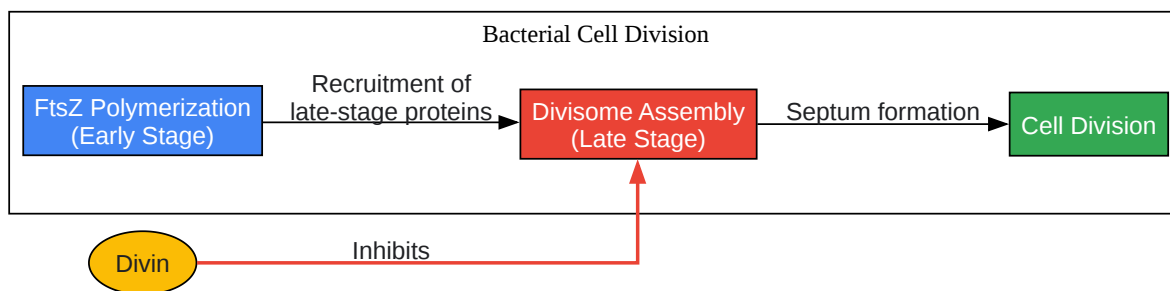 Bacterial Cell Division
FtsZ Polymerization
(Early Stage)
Recruitment of
late-stage proteins
Divisome Assembly
(Late Stage)
Septum formation
Cell Division
Divin
Inhibits